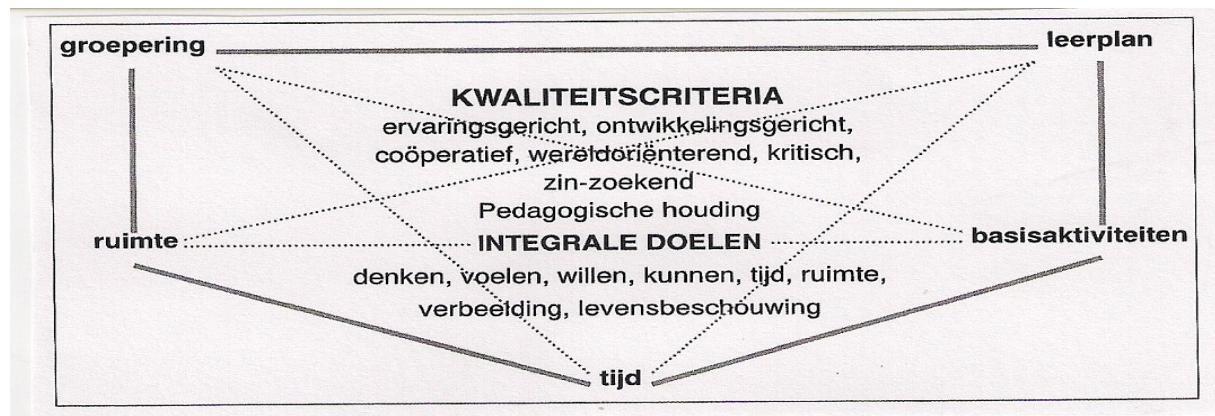 groepering
leerplan
KWALITEITSCRITERIA
ervaringsgericht, ontwikkelingsgericht,
coöperatief, wereldoriënterend, kritisch,
zin-zoekend
Pedagogische houding
ruimte
INTEGRALE DOELEN
basisaktiviteiten
denken, voelen, willen, kunnen, tijd, ruimte,
verbeelding, levensbeschouwing
tijd